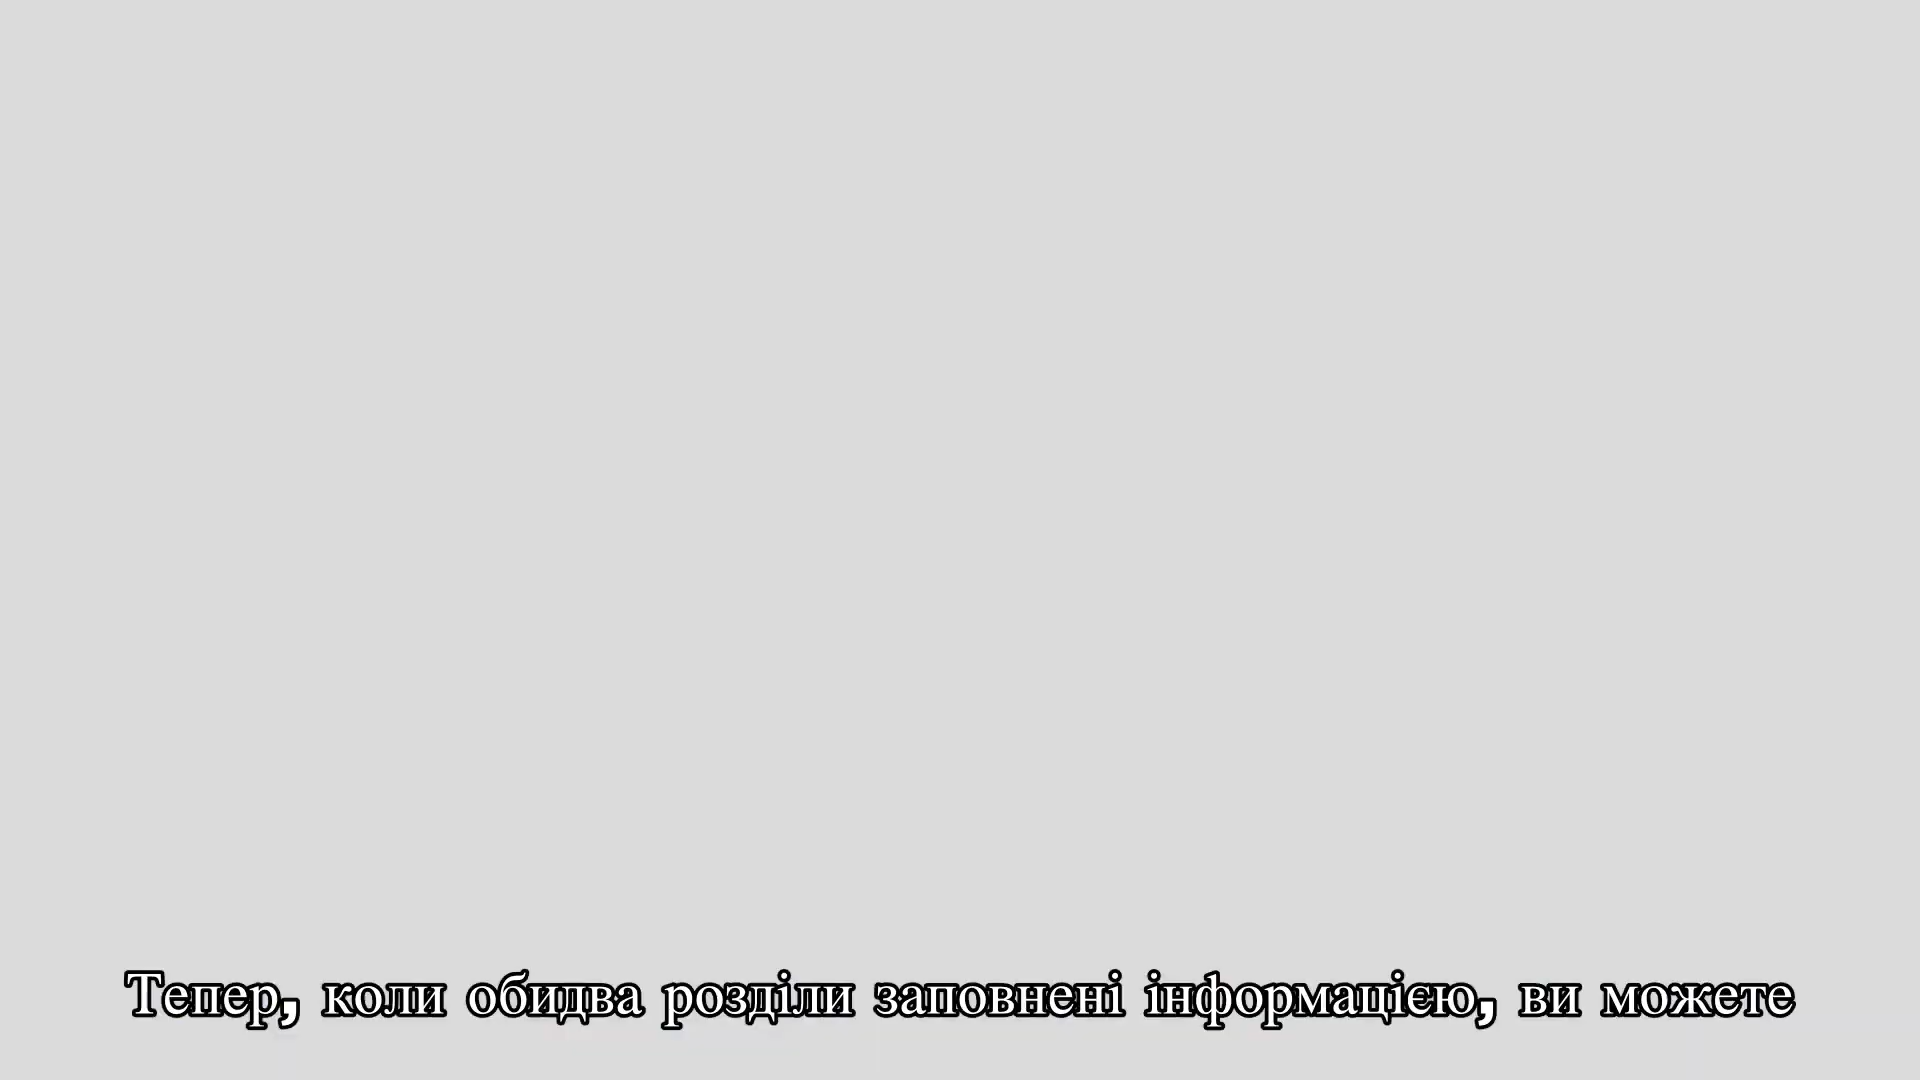 Тепер, коли обидва розділи заповнені інформацією, ви можете